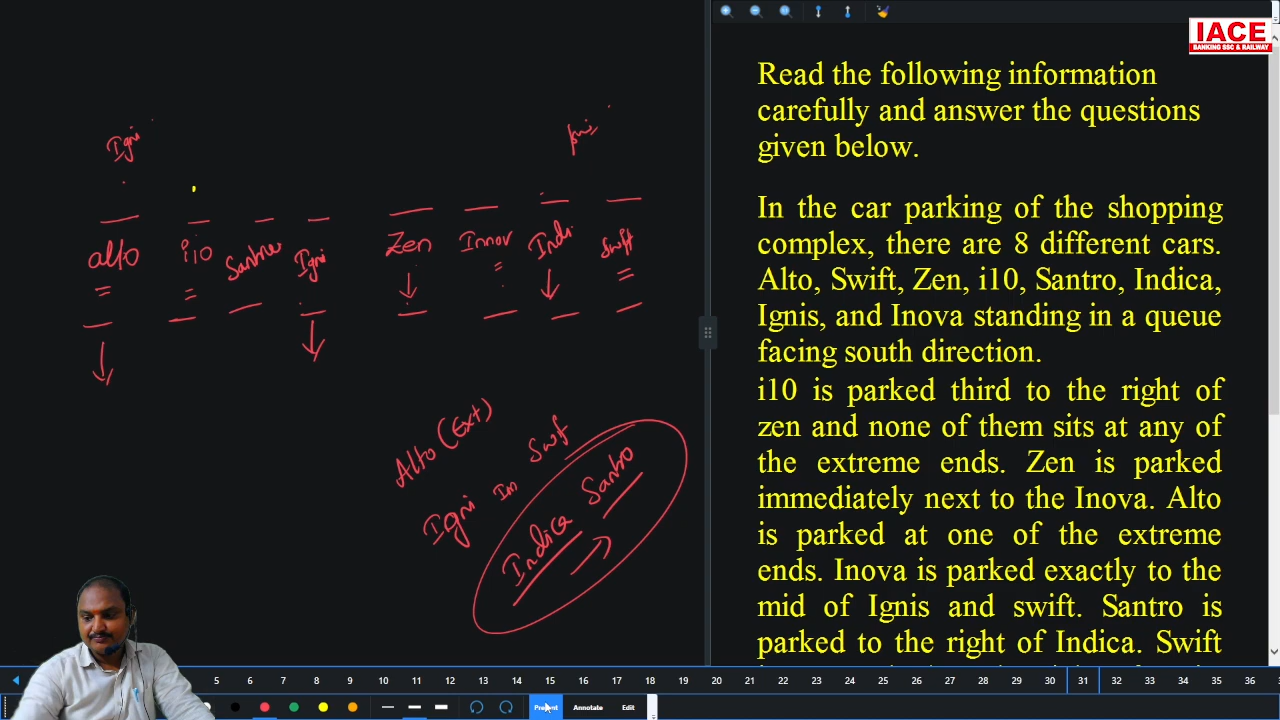 IACE
BANKING SSC & RAILWAY
Read the following information
carefully and answer the questions
given below.
In the car parking of the shopping
complex, there are 8 different cars.
Alto, Swift, Zen, i10, Santro, Indica,
Ignis, and Inova standing in a queue
facing south direction.
i10 is parked third to the right of
zen and none of them sits at any of
the extreme ends. Zen is parked
immediately next to the Inova. Alto
is parked at one of the extreme
ends. Inova is parked exactly to the
mid of Ignis and swift. Santro is
parked to the right of Indica. Swift
Igni
alto i10 Igni Zen Innov Indi Swift
Alto (Ext)
Igni Inn Swf
Indica Santro
5 6 7 8 9 10 11 12 13 14 15 16 17 18 19 20 21 22 23 24 25 26 27 28 29 30 31 32 33 34 35
Annotate Edit